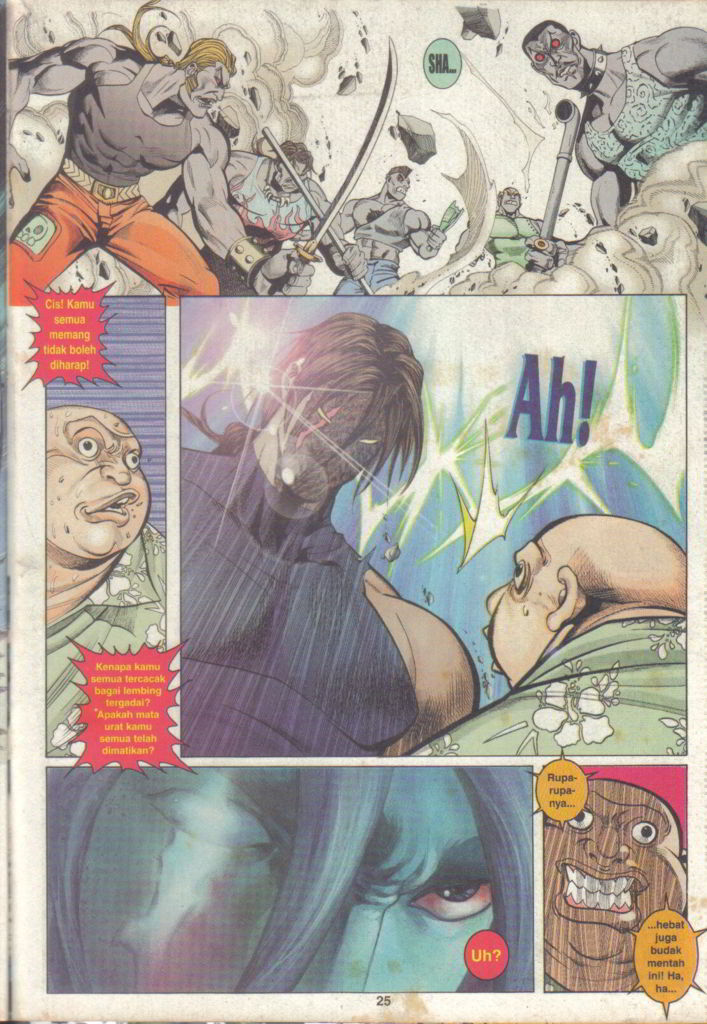 SHA...
Cis! Kamu
semua
memang
tidak boleh
diharap!
Ah!
Kenapa kamu
semua tercacak
bagai lembing
tergadai?
"Apakah mata
urat kamu
semua telah
dimatikan?
Uh?
Rupa-
rupa-
nya...
...hebat
juga
budak
mentah
ini! Ha,
ha...
25